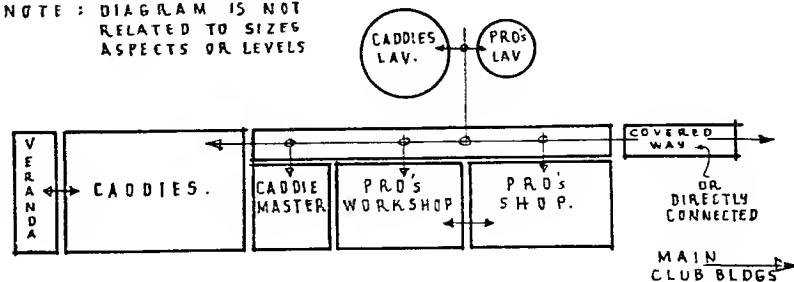 NOTE : DIAGRAM IS NOT
RELATED TO SIZES
ASPECTS OR LEVELS
CADDIES
LAV.
PRO's
LAV
VERANDA
CADDIES.
CADDIE
MASTER
PRO's
WORKSHOP
PRO's
SHOP.
COVERED
WAY
OR
DIRECTLY
CONNECTED
MAIN
CLUB BLDGS